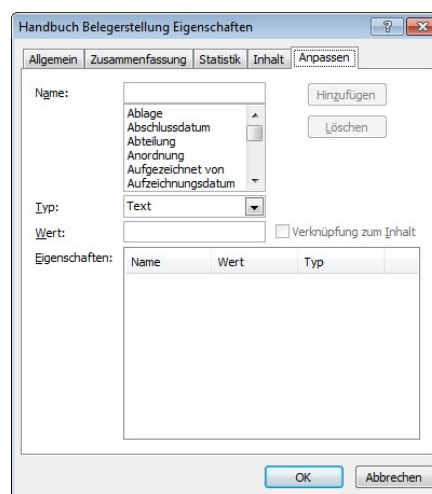 Handbuch Belegerstellung Eigenschaften
Allgemein Zusammenfassung Statistik Inhalt Anpassen
Name:
Hinzufügen
Ablage
Abschlussdatum
Abteilung
Anordnung
Aufgezeichnet von
Aufzeichnungsdatum
Löschen
Typ:
Text
Wert:
Verknüpfung zum Inhalt
Eigenschaften:
Name Wert Typ
OK Abbrechen